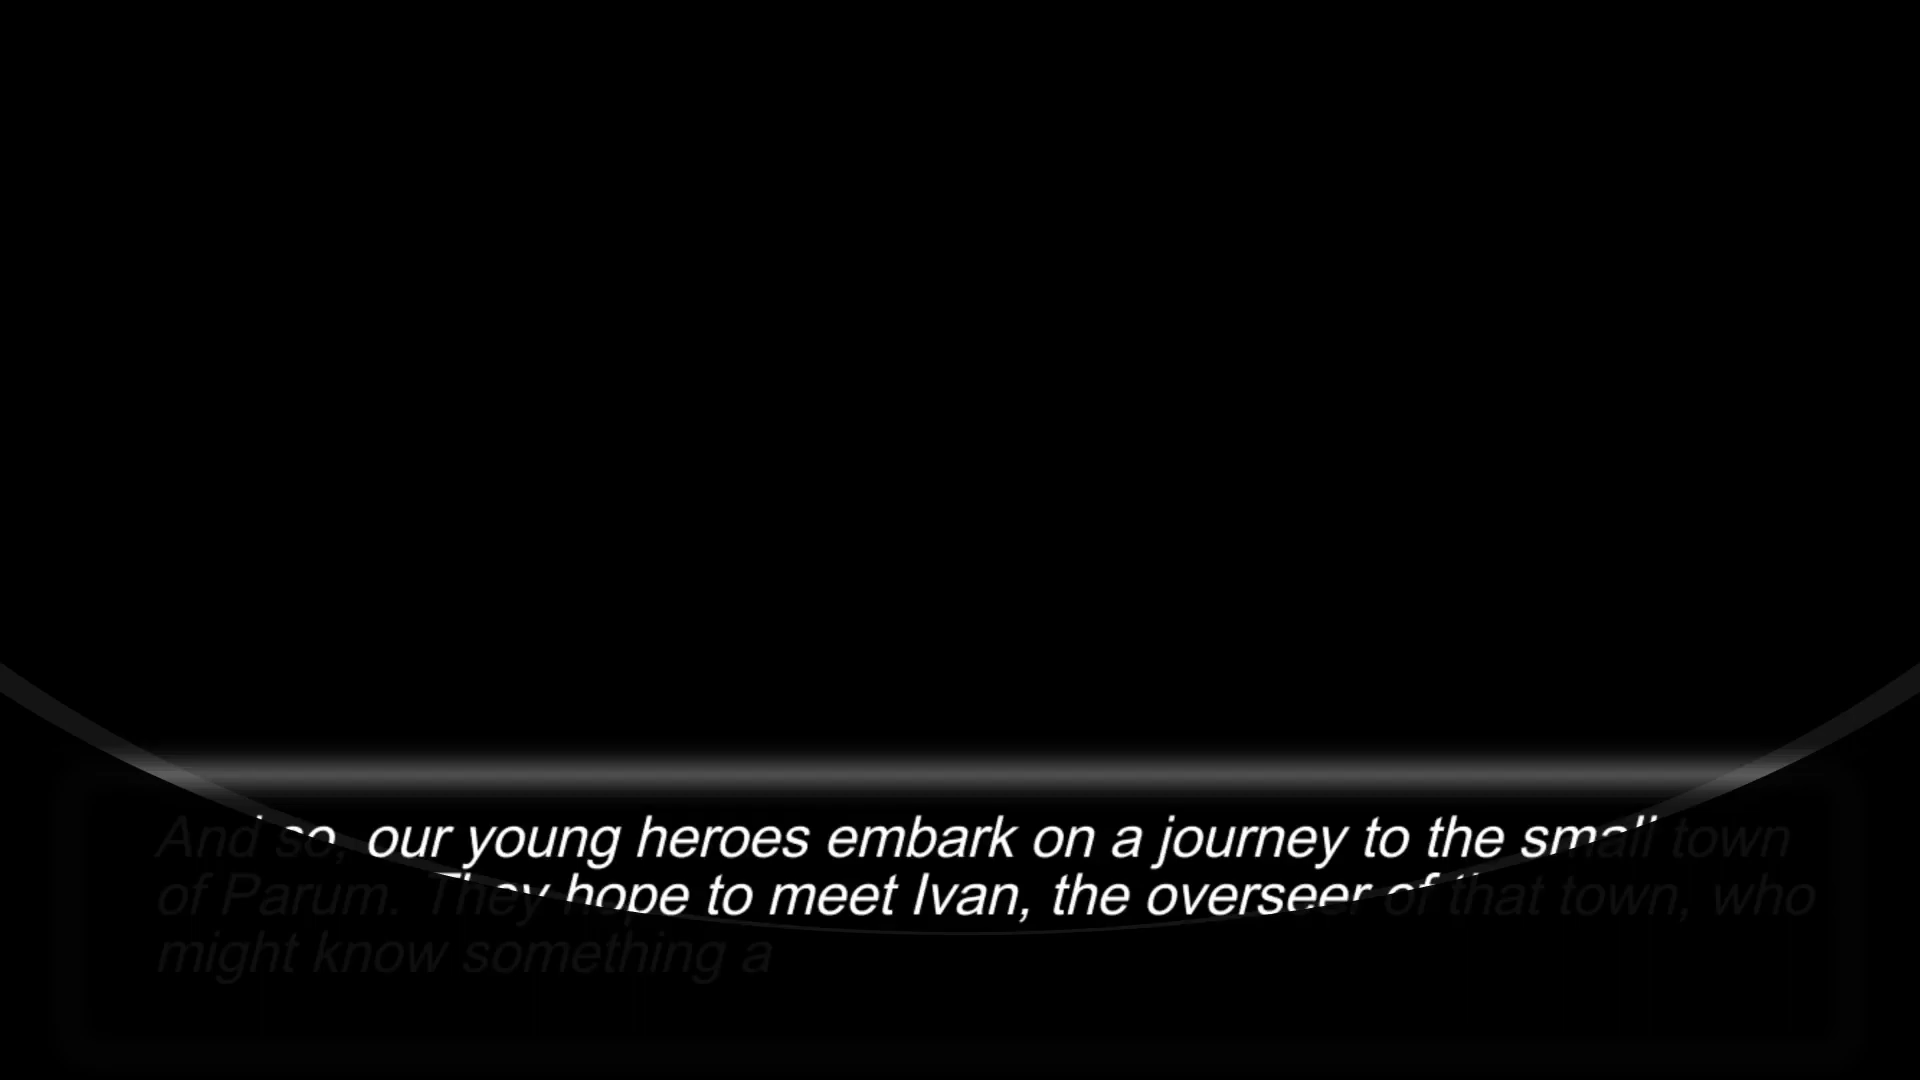 And so, our young heroes embark on a journey to the small town
of Parum. They hope to meet Ivan, the overseer of that town, who
might know something a